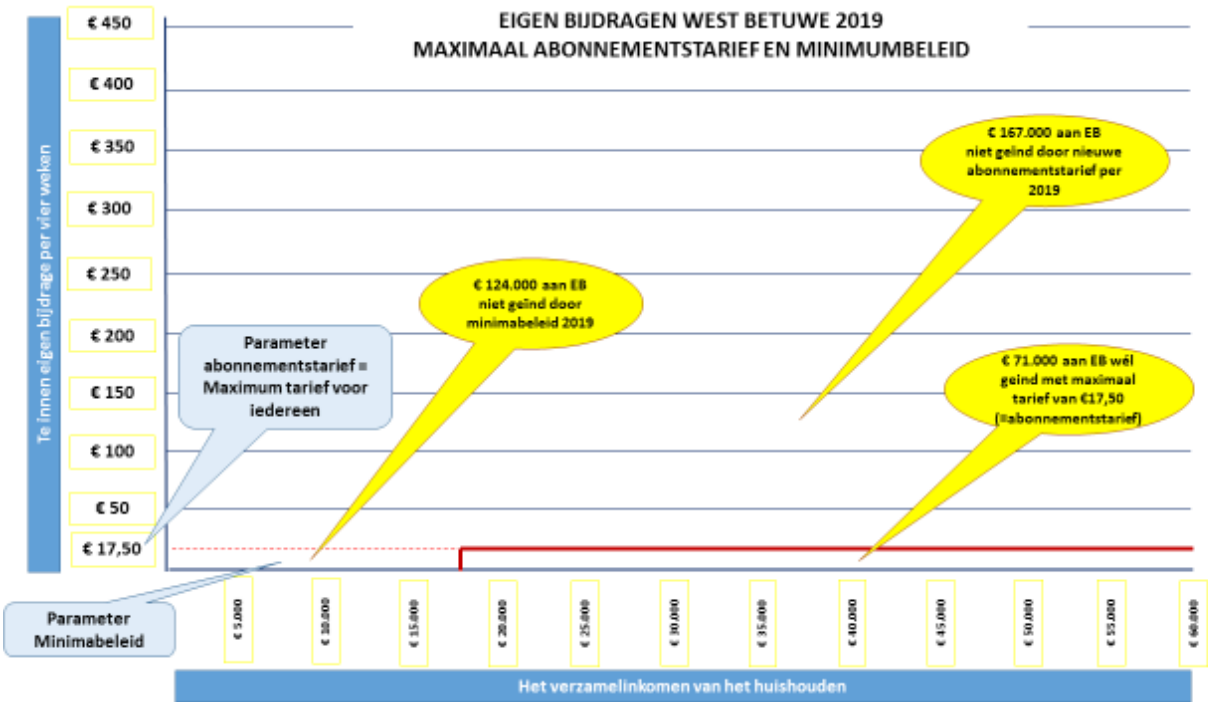 EIGEN BIJDRAGEN WEST BETUWE 2019
MAXIMAAL ABONNEMENTSTARIEF EN MINIMUMBELEID
Te innen eigen bijdrage per vier weken
€ 450
€ 400
€ 350
€ 300
€ 250
€ 200
€ 150
€ 100
€ 50
€ 17,50
€ 167.000 aan EB
niet geïnd door nieuwe
abonnementstarief per
2019
€ 124.000 aan EB
niet geïnd door
minimabeleid 2019
Parameter
abonnementstarief =
Maximum tarief voor
iedereen
€ 71.000 aan EB wél
geind met maximaal
tarief van €17,50
(=abonnementstarief)
Parameter
Minimabeleid
€ 5.000
€ 10.000
€ 15.000
€ 20.000
€ 25.000
€ 30.000
€ 35.000
€ 40.000
€ 45.000
€ 50.000
€ 55.000
€ 60.000
Het verzamelinkomen van het huishouden